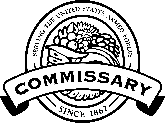 SERVING THE UNITED STATES ARMED FORCES
COMMISSARY
SINCE 1867